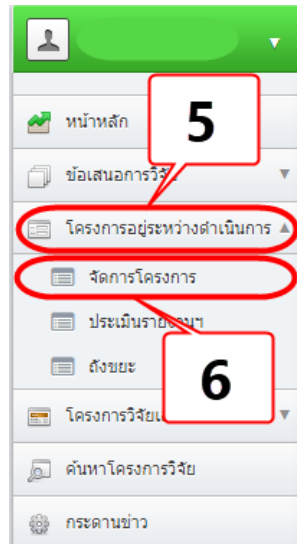 หน้าหลัก
5
ข้อเสนอการวิจัย
โครงการอยู่ระหว่างดำเนินการ
จัดการโครงการ
ประเมินรายงานฯ
ถังขยะ
6
โครงการวิจัย
ค้นหาโครงการวิจัย
กระดานข่าว